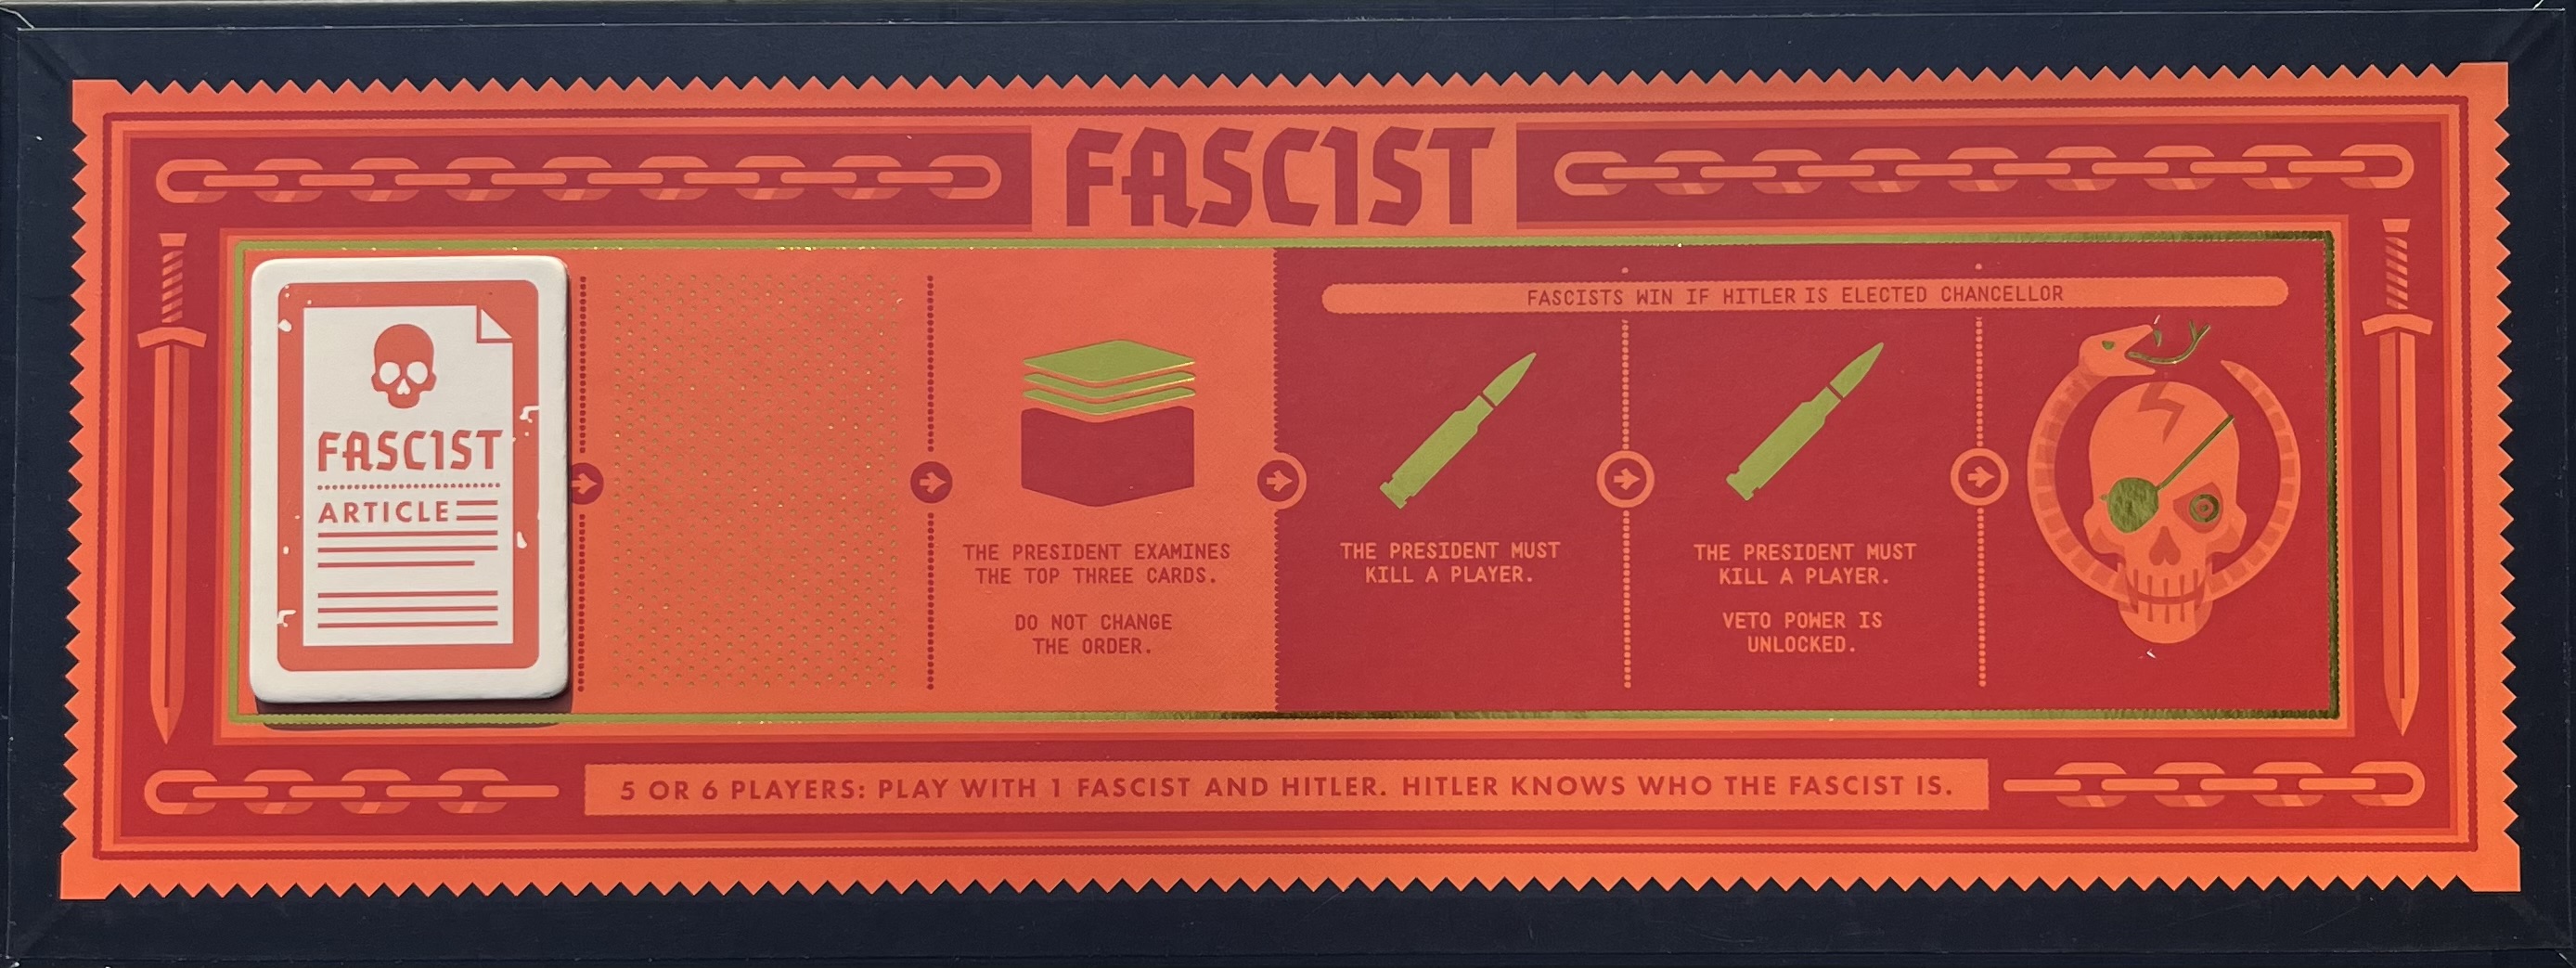 FASCIST
FASCISTS WIN IF HITLER IS ELECTED CHANCELLOR
FASCIST
ARTICLE
THE PRESIDENT EXAMINES
THE TOP THREE CARDS.
DO NOT CHANGE
THE ORDER.
THE PRESIDENT MUST
KILL A PLAYER.
THE PRESIDENT MUST
KILL A PLAYER.
VETO POWER IS
UNLOCKED.
5 OR 6 PLAYERS: PLAY WITH 1 FASCIST AND HITLER. HITLER KNOWS WHO THE FASCIST IS.